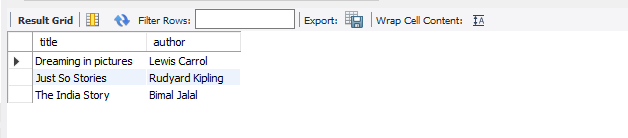 Result Grid Filter Rows: Export: Wrap Cell Content: IA
title author
Dreaming in pictures Lewis Carrol
Just So Stories Rudyard Kipling
The India Story Bimal Jalal